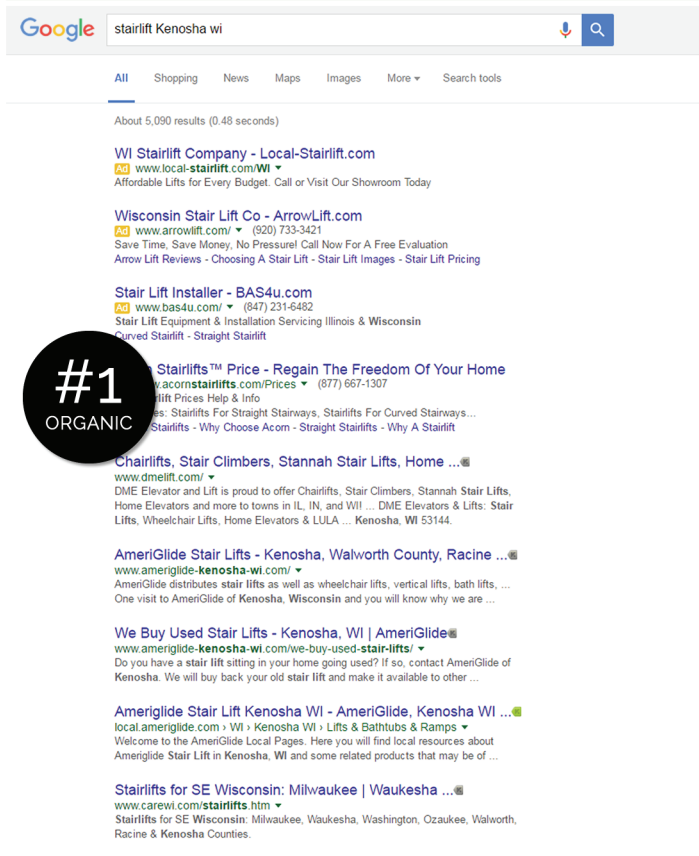 Google stairlift Kenosha wi
All Shopping News Maps Images More Search tools
About 5,090 results (0.48 seconds)
WI Stairlift Company - Local-Stairlift.com
Ad www.local-stairlift.com/WI
Affordable Lifts for Every Budget. Call or Visit Our Showroom Today
Wisconsin Stair Lift Co - ArrowLift.com
Ad www.arrowlift.com/ (920) 733-3421
Save Time, Save Money, No Pressure! Call Now For A Free Evaluation
Arrow Lift Reviews - Choosing A Stair Lift - Stair Lift Images - Stair Lift Pricing
Stair Lift Installer - BAS4u.com
Ad www.bas4u.com/ (847) 231-6482
Stair Lift Equipment & Installation Servicing Illinois & Wisconsin
Curved Stairlift - Straight Stairlift
#1
ORGANIC
Stairlifts™ Price - Regain The Freedom Of Your Home
.acornstairlifts.com/Prices (877) 667-1307
Prices Help & Info
Stairlifts For Straight Stairways, Stairlifts For Curved Stairways...
Stairlifts - Why Choose Acorn - Straight Stairlifts - Why A Stairlift
Chairlifts, Stair Climbers, Stannah Stair Lifts, Home ...
www.dmelift.com/
DME Elevator and Lift is proud to offer Chairlifts, Stair Climbers, Stannah Stair Lifts,
Home Elevators and more to towns in IL, IN, and WI! ... DME Elevators & Lifts: Stair
Lifts, Wheelchair Lifts, Home Elevators & LULA ... Kenosha, WI 53144.
AmeriGlide Stair Lifts - Kenosha, Walworth County, Racine ...
www.ameriglide-kenosha-wi.com/
AmeriGlide distributes stair lifts as well as wheelchair lifts, vertical lifts, bath lifts, ...
One visit to AmeriGlide of Kenosha, Wisconsin and you will know why we are ...
We Buy Used Stair Lifts - Kenosha, WI | AmeriGlide
www.ameriglide-kenosha-wi.com/we-buy-used-stair-lifts/
Do you have a stair lift sitting in your home going used? If so, contact AmeriGlide of
Kenosha. We will buy back your old stair lift and make it available to other ...
Ameriglide Stair Lift Kenosha WI - AmeriGlide, Kenosha WI ...
local.ameriglide.com › WI › Kenosha WI › Lifts & Bathtubs & Ramps
Welcome to the AmeriGlide Local Pages. Here you will find local resources about
Ameriglide Stair Lift in Kenosha, WI and some related products that may be of ...
Stairlifts for SE Wisconsin: Milwaukee | Waukesha ...
www.carewi.com/stairlifts.htm
Stairlifts for SE Wisconsin: Milwaukee, Waukesha, Washington, Ozaukee, Walworth,
Racine & Kenosha Counties.